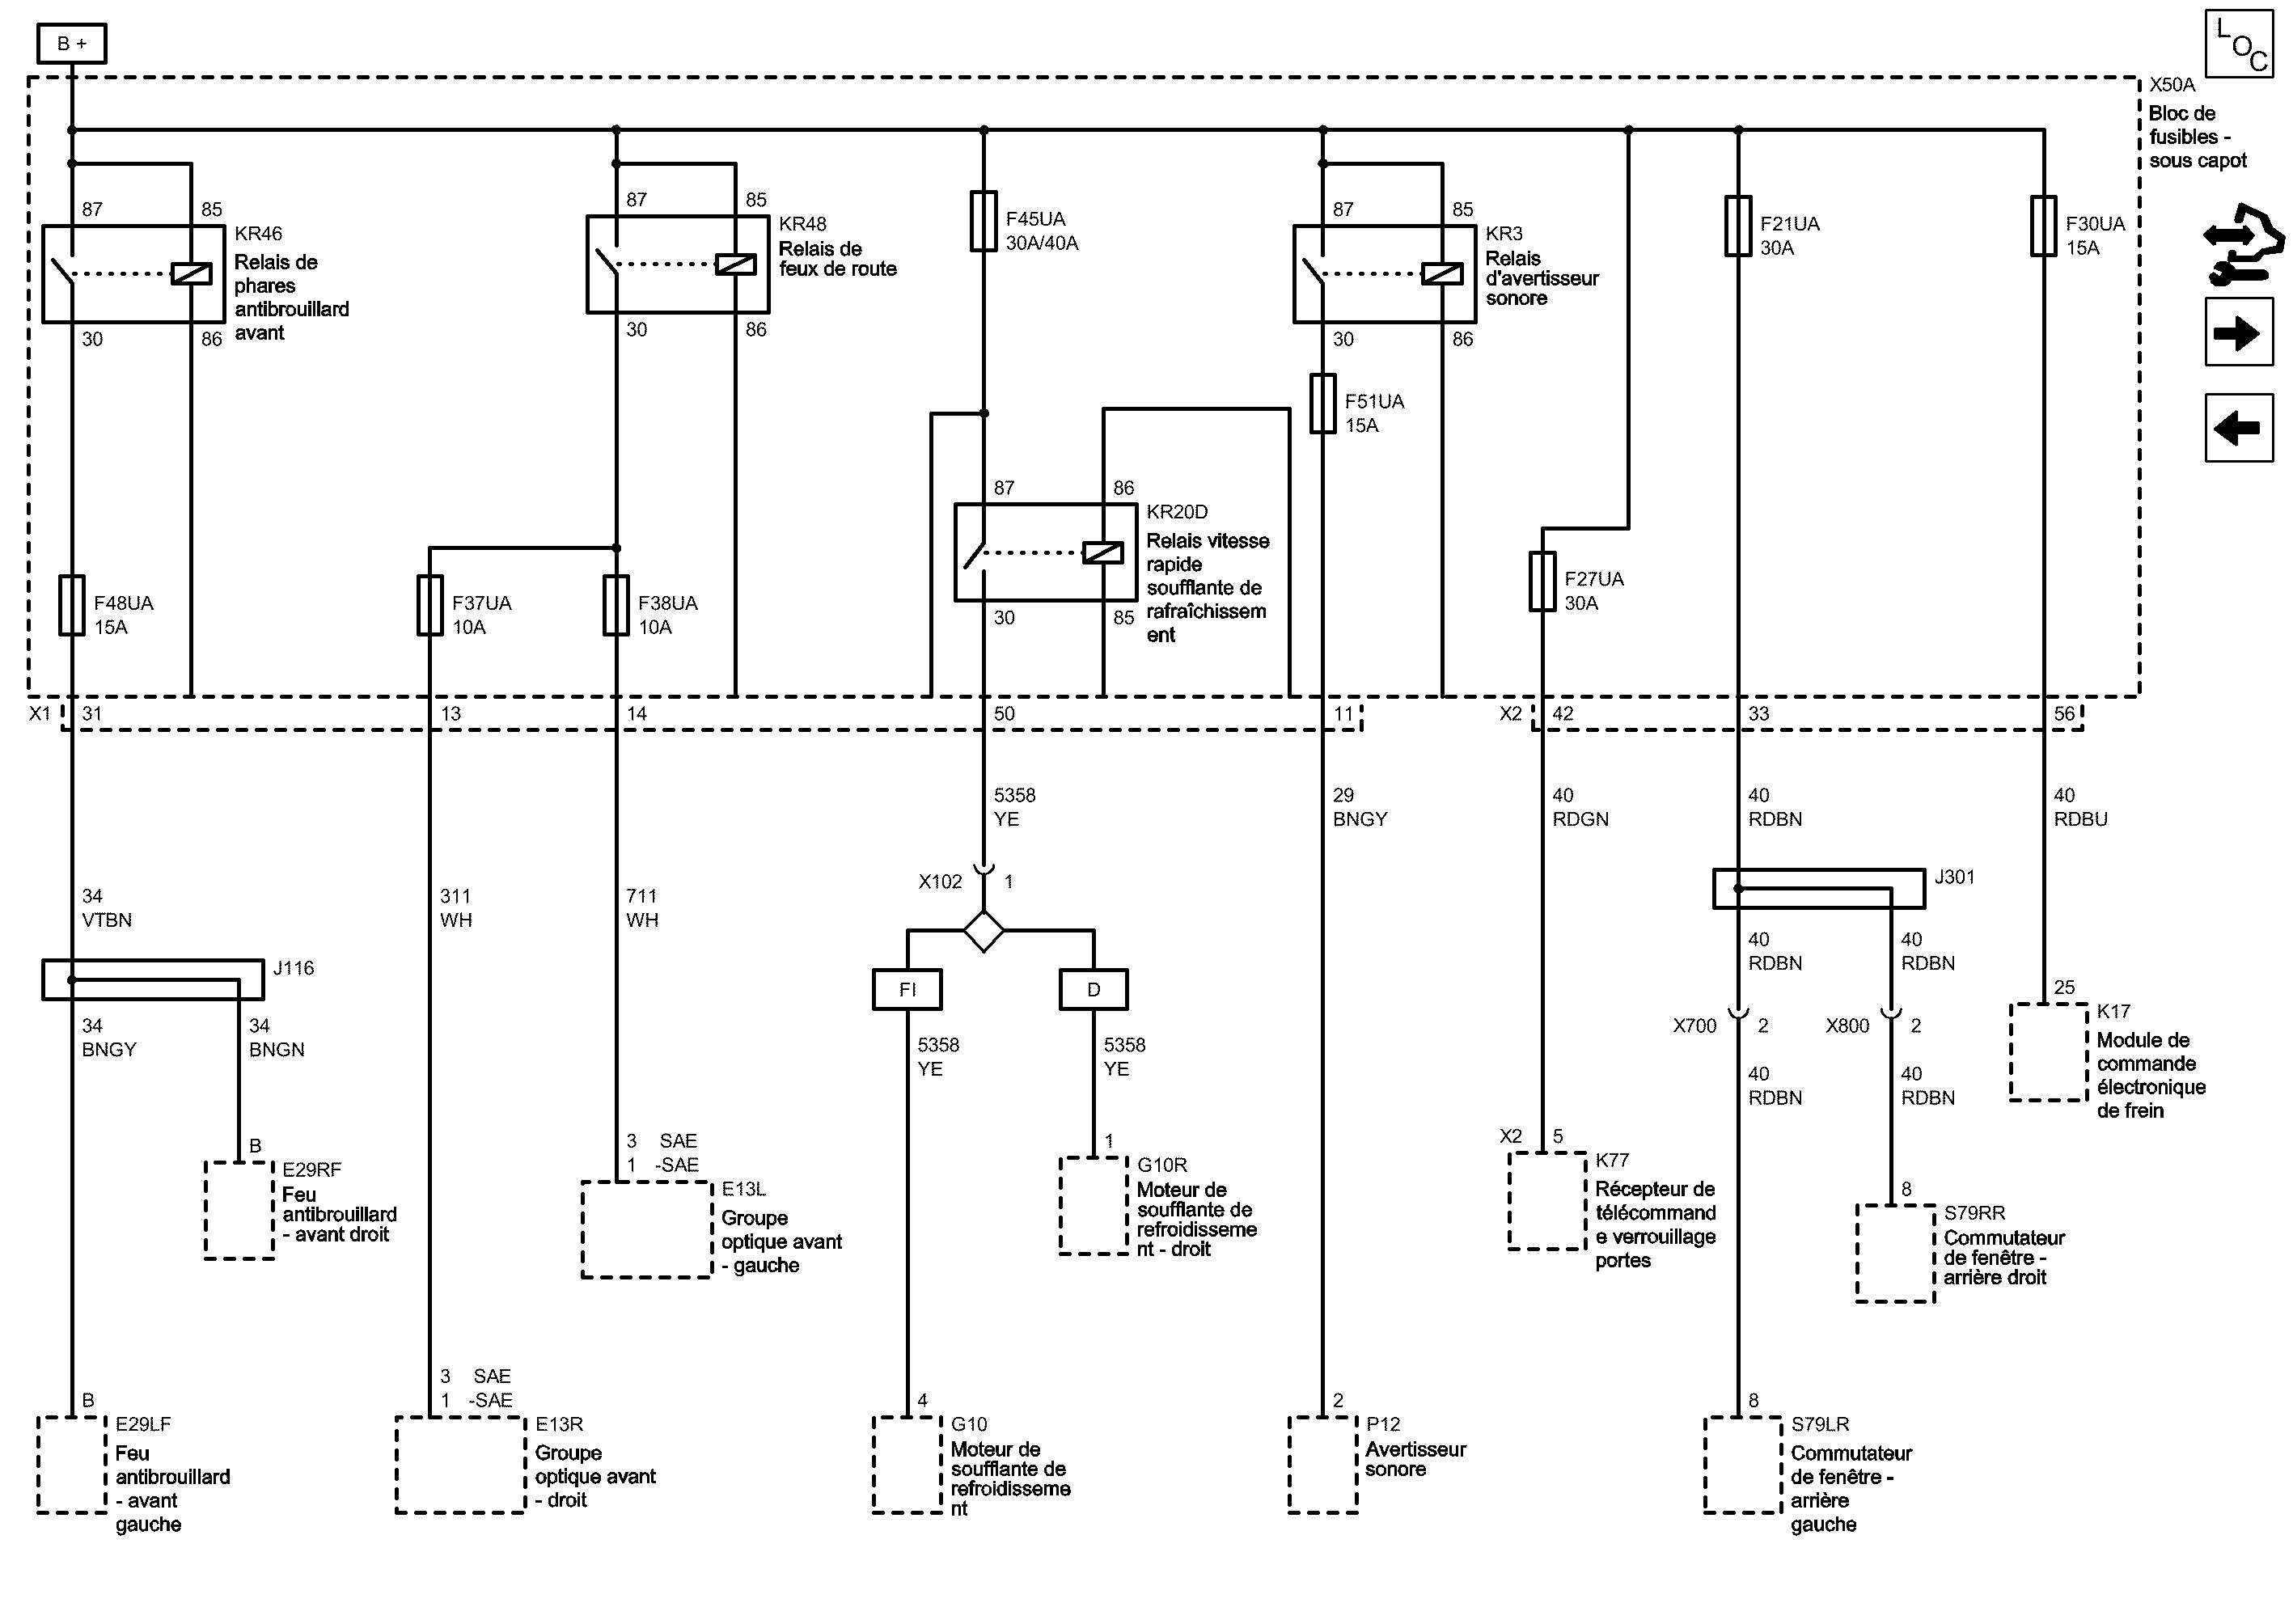 B +
LOC
X50A
Bloc de
fusibles -
sous capot
87
85
KR46
Relais de
phares
antibrouillard
avant
30
86
87
85
KR48
Relais de
feux de route
30
86
F45UA
30A/40A
87
85
KR3
Relais
d'avertisseur
sonore
30
86
F21UA
30A
F30UA
15A
F51UA
15A
87
86
KR20D
Relais vitesse
rapide
soufflante de
rafraîchissem
ent
30
85
F27UA
30A
F48UA
15A
F37UA
10A
F38UA
10A
X1
31
13
14
50
11
X2
42
33
56
5358
YE
29
BNGY
40
RDGN
40
RDBN
40
RDBU
34
VTBN
311
WH
711
WH
X102
1
J301
J116
FI
D
40
RDBN
40
RDBN
34
BNGY
34
BNGN
5358
YE
5358
YE
X700
2
X800
2
40
RDBN
40
RDBN
25
K17
Module de
commande
électronique
de frein
B
E29RF
Feu
antibrouillard
- avant droit
3 SAE
1 -SAE
E13L
Groupe
optique avant
- gauche
1
G10R
Moteur de
soufflante de
refroidisseme
nt - droit
X2
5
K77
Récepteur de
télécommand
e verrouillage
portes
8
S79RR
Commutateur
de fenêtre -
arrière droit
B
E29LF
Feu
antibrouillard
- avant
gauche
3 SAE
1 -SAE
E13R
Groupe
optique avant
- droit
4
G10
Moteur de
soufflante de
refroidisseme
nt
2
P12
Avertisseur
sonore
8
S79LR
Commutateur
de fenêtre -
arrière
gauche